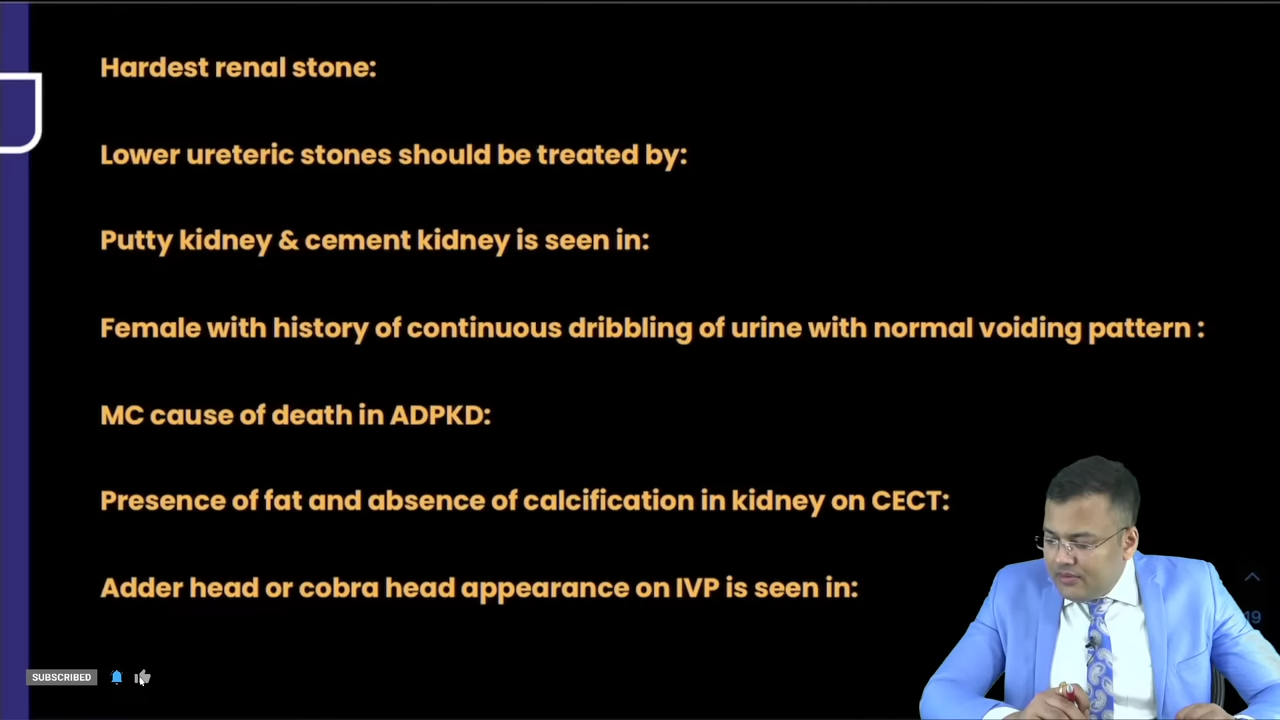 Hardest renal stone:
Lower ureteric stones should be treated by:
Putty kidney & cement kidney is seen in:
Female with history of continuous dribbling of urine with normal voiding pattern :
MC cause of death in ADPKD:
Presence of fat and absence of calcification in kidney on CECT:
Adder head or cobra head appearance on IVP is seen in:
19
SUBSCRIBED